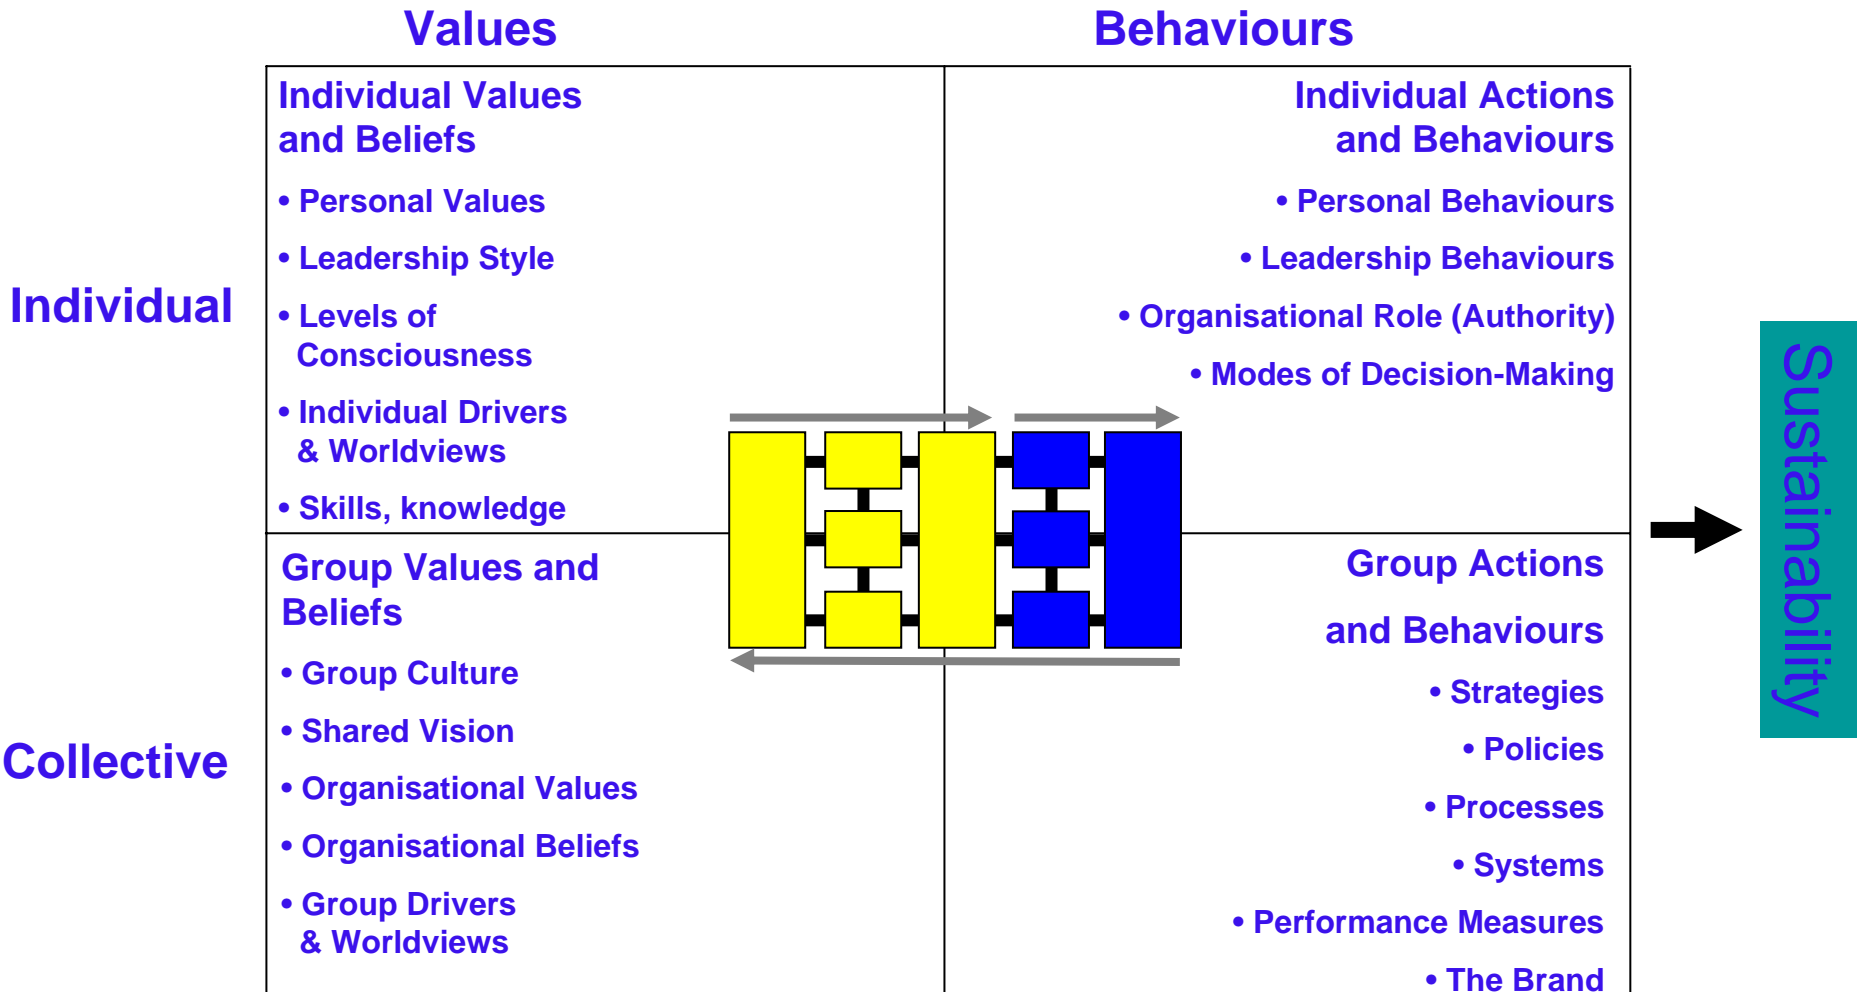 Values
Behaviours
Individual
Individual Values
and Beliefs
• Personal Values
• Leadership Style
• Levels of
Consciousness
• Individual Drivers
& Worldviews
• Skills, knowledge
Individual Actions
and Behaviours
• Personal Behaviours
• Leadership Behaviours
• Organisational Role (Authority)
• Modes of Decision-Making
Collective
Group Values and
Beliefs
• Group Culture
• Shared Vision
• Organisational Values
• Organisational Beliefs
• Group Drivers
& Worldviews
Group Actions
and Behaviours
• Strategies
• Policies
• Processes
• Systems
• Performance Measures
• The Brand
Sustainability